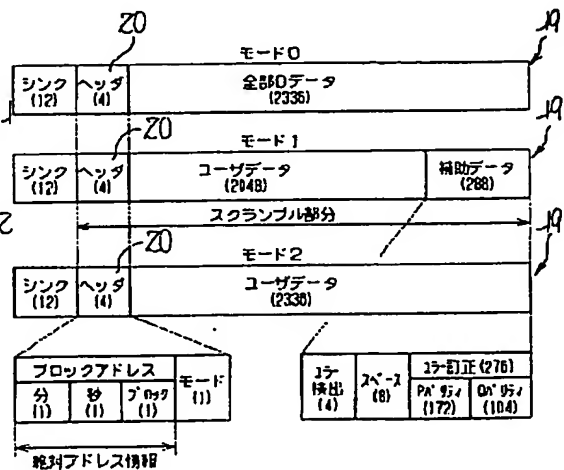 20
19
モード0
シンク ヘッダ 全部0データ
(12) (4) (2336)
20
19
モード1
シンク ヘッダ ユーザデータ 補助データ
(12) (4) (2048) (288)
スクランブル部分
20
19
2
モード2
シンク ヘッダ ユーザデータ
(12) (4) (2336)
ブロックアドレス モード
(1)
分 秒 ブロック
(1) (1) (1)
絶対アドレス情報
エラー検出 スペース エラー訂正(276)
(4) (8) Pパリティ Qパリティ
(172) (104)